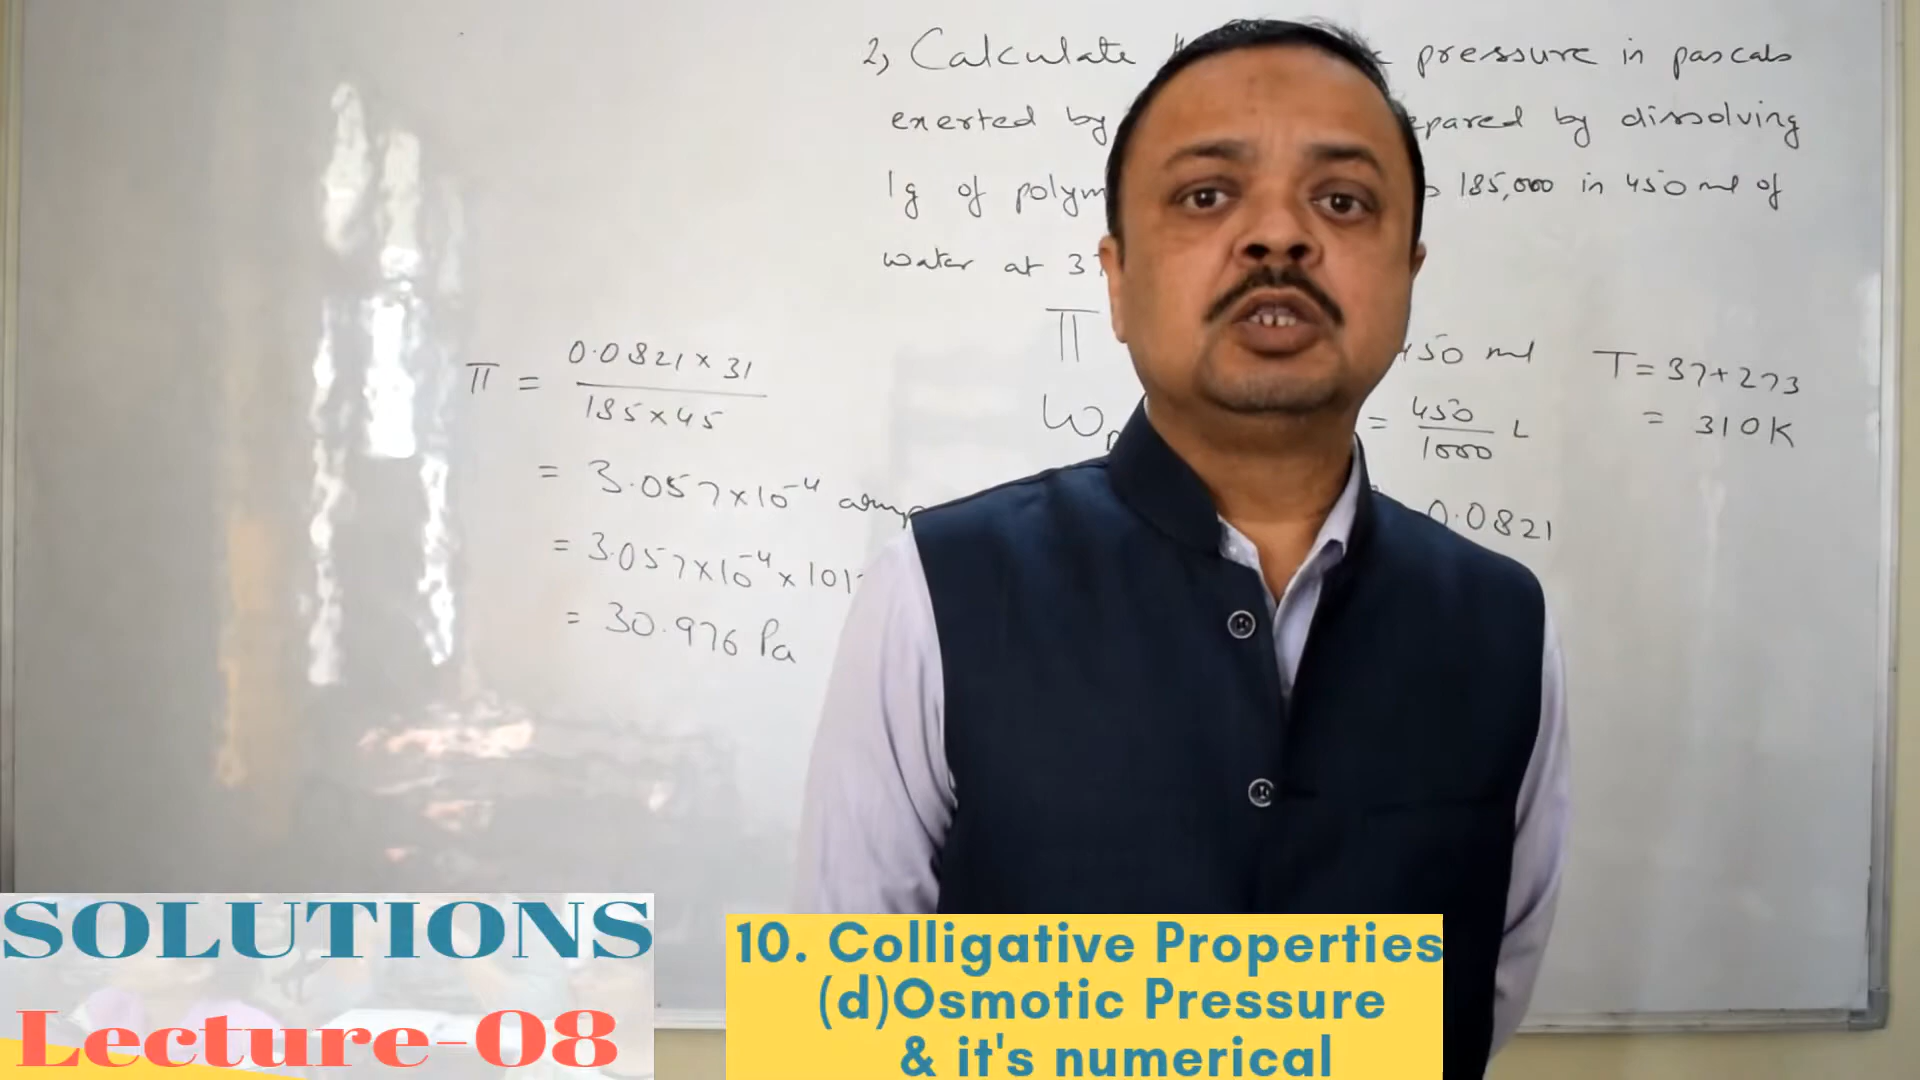 2, Calculate pressure in pascals
exerted by epared by dissolving
1g of polym 185,000 in 450 ml of
water at 37
π 450 ml T = 37+273
W = 450/1000 L = 310K
0.0821
π = 0.0821 × 31 / 185 × 45
= 3.057×10⁻⁴
= 3.057×10⁻⁴ × 101
= 30.976 Pa
SOLUTIONS
Lecture-08
10. Colligative Properties
(d)Osmotic Pressure
& it's numerical